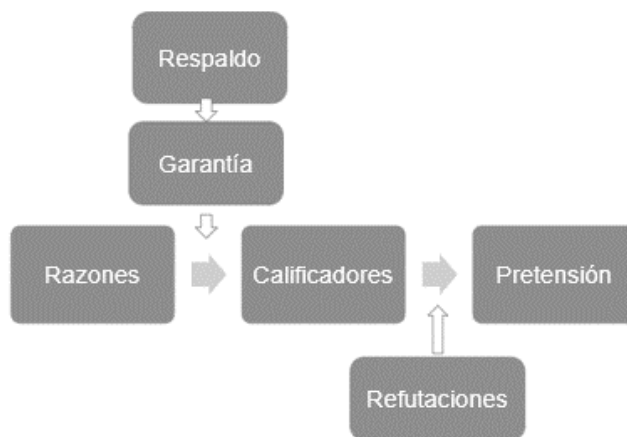 Respaldo
Garantía
Razones
Calificadores
Pretensión
Refutaciones